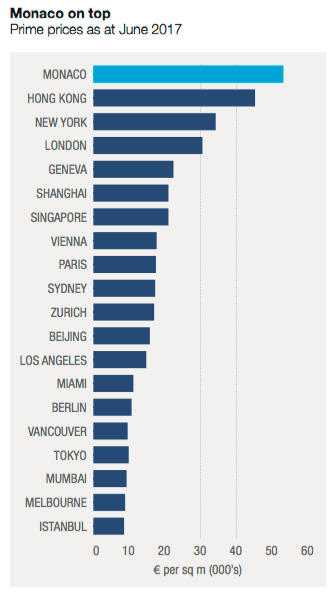 Monaco on top
Prime prices as at June 2017
MONACO
HONG KONG
NEW YORK
LONDON
GENEVA
SHANGHAI
SINGAPORE
VIENNA
PARIS
SYDNEY
ZURICH
BEIJING
LOS ANGELES
MIAMI
BERLIN
VANCOUVER
TOKYO
MUMBAI
MELBOURNE
ISTANBUL
0 10 20 30 40 50 60
€ per sq m (000's)